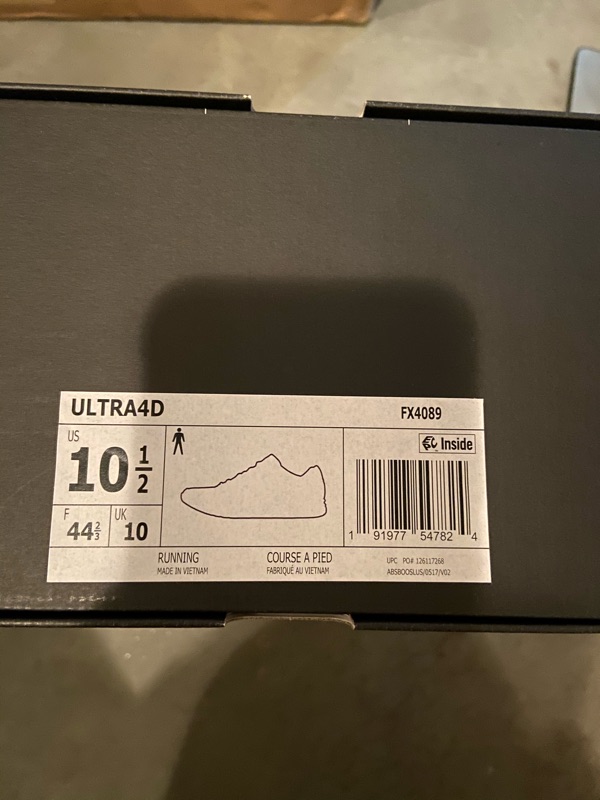 ULTRA4D
FX4089
US
10 1/2
F
44 2/3
UK
10
Inside
1 91977 54782 4
RUNNING
MADE IN VIETNAM
COURSE A PIED
FABRIQUÉ AU VIETNAM
UPC PO# 126117268
ABSBOOSLUS/0517/V02